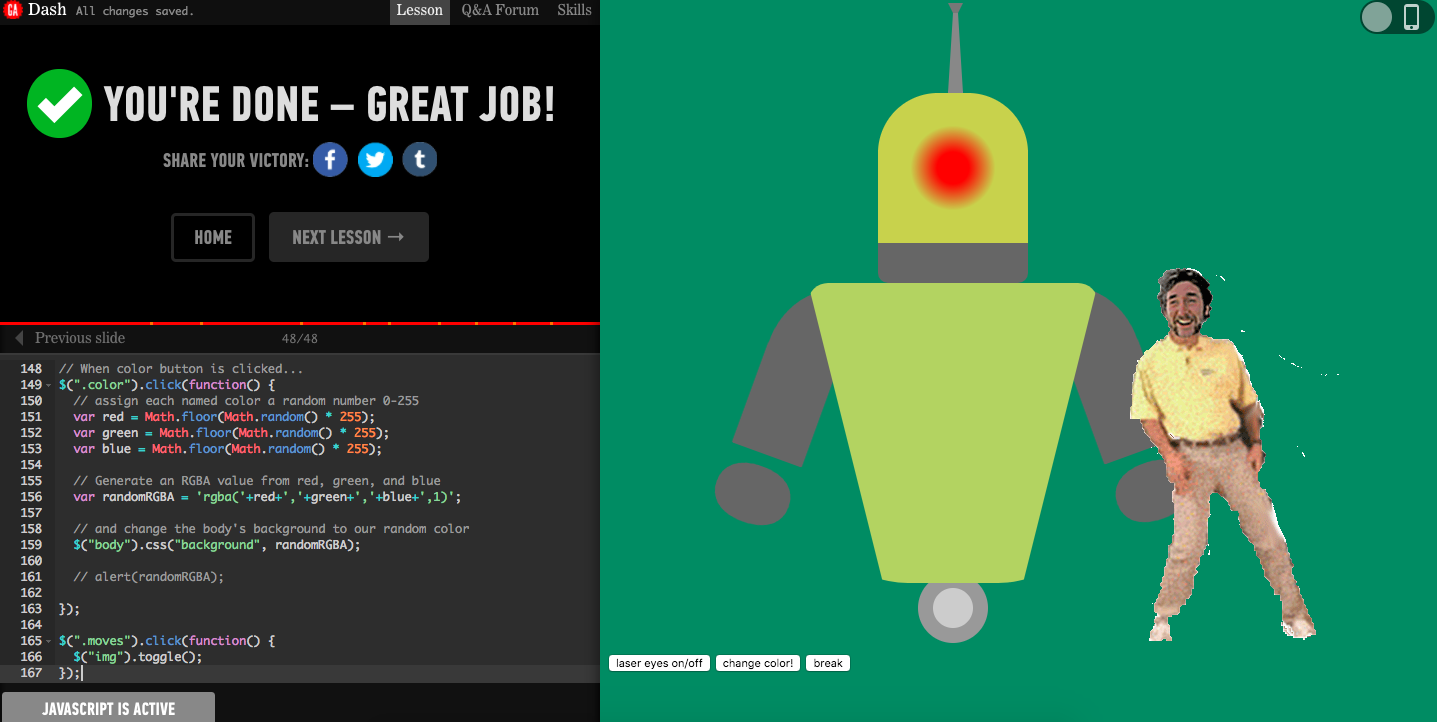 GA Dash All changes saved. Lesson Q&A Forum Skills
YOU'RE DONE – GREAT JOB!
SHARE YOUR VICTORY: f t
HOME NEXT LESSON →
Previous slide 48/48
148 // When color button is clicked...
149 $(".color").click(function() {
150 // assign each named color a random number 0-255
151 var red = Math.floor(Math.random() * 255);
152 var green = Math.floor(Math.random() * 255);
153 var blue = Math.floor(Math.random() * 255);
154
155 // Generate an RGBA value from red, green, and blue
156 var randomRGBA = 'rgba('+red+','+green+','+blue+',1)';
157
158 // and change the body's background to our random color
159 $("body").css("background", randomRGBA);
160
161 // alert(randomRGBA);
162
163 });
164
165 $(".moves").click(function() {
166 $("img").toggle();
167 });
JAVASCRIPT IS ACTIVE
laser eyes on/off change color! break